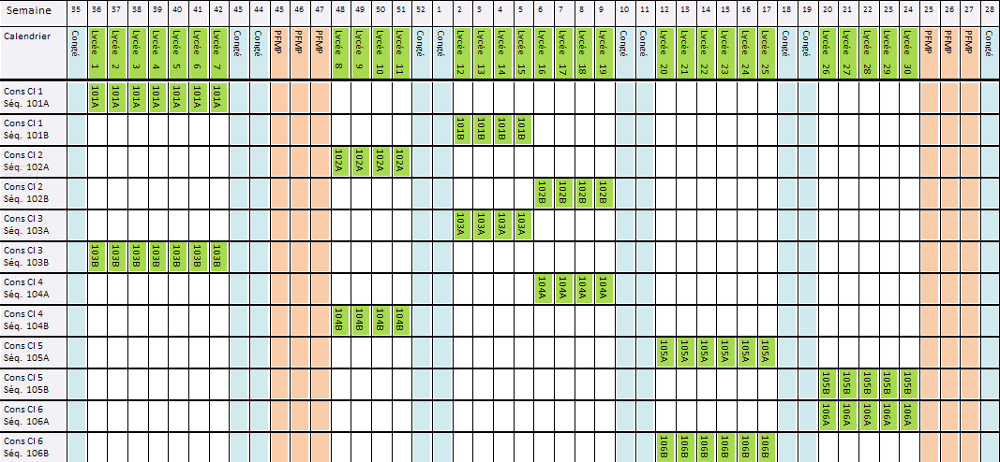 Semaine 35 36 37 38 39 40 41 42 43 44 45 46 47 48 49 50 51 52 1 2 3 4 5 6 7 8 9 10 11 12 13 14 15 16 17 18 19 20 21 22 23 24 25 26 27 28
Calendrier Congé Lycée 1 Lycée 2 Lycée 3 Lycée 4 Lycée 5 Lycée 6 Lycée 7 Congé Congé PFMP PFMP PFMP Lycée 8 Lycée 9 Lycée 10 Lycée 11 Congé Congé Lycée 12 Lycée 13 Lycée 14 Lycée 15 Lycée 16 Lycée 17 Lycée 18 Lycée 19 Congé Congé Lycée 20 Lycée 21 Lycée 22 Lycée 23 Lycée 24 Lycée 25 Congé Congé Lycée 26 Lycée 27 Lycée 28 Lycée 29 Lycée 30 PFMP PFMP PFMP Congé
Cons CI 1
Séq. 101A 101A 101A 101A 101A 101A 101A 101A
Cons CI 1
Séq. 101B 101B 101B 101B 101B
Cons CI 2
Séq. 102A 102A 102A 102A 102A
Cons CI 2
Séq. 102B 102B 102B 102B 102B
Cons CI 3
Séq. 103A 103A 103A 103A 103A
Cons CI 3
Séq. 103B 103B 103B 103B 103B 103B 103B 103B
Cons CI 4
Séq. 104A 104A 104A 104A 104A
Cons CI 4
Séq. 104B 104B 104B 104B 104B
Cons CI 5
Séq. 105A 105A 105A 105A 105A 105A 105A
Cons CI 5
Séq. 105B 105B 105B 105B 105B 105B
Cons CI 6
Séq. 106A 106A 106A 106A 106A 106A
Cons CI 6
Séq. 106B 106B 106B 106B 106B 106B 106B